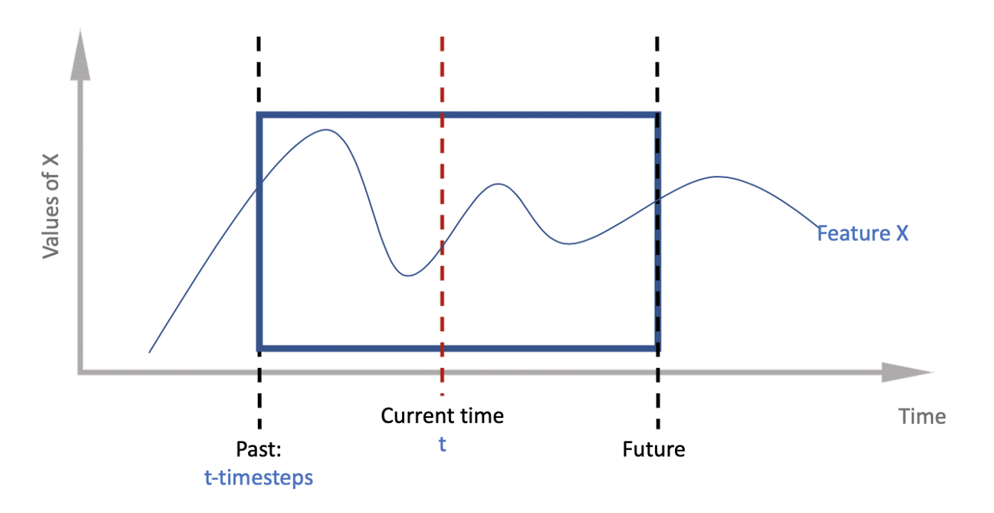 Values of X
Feature X
Time
Current time
t
Past:
t-timesteps
Future